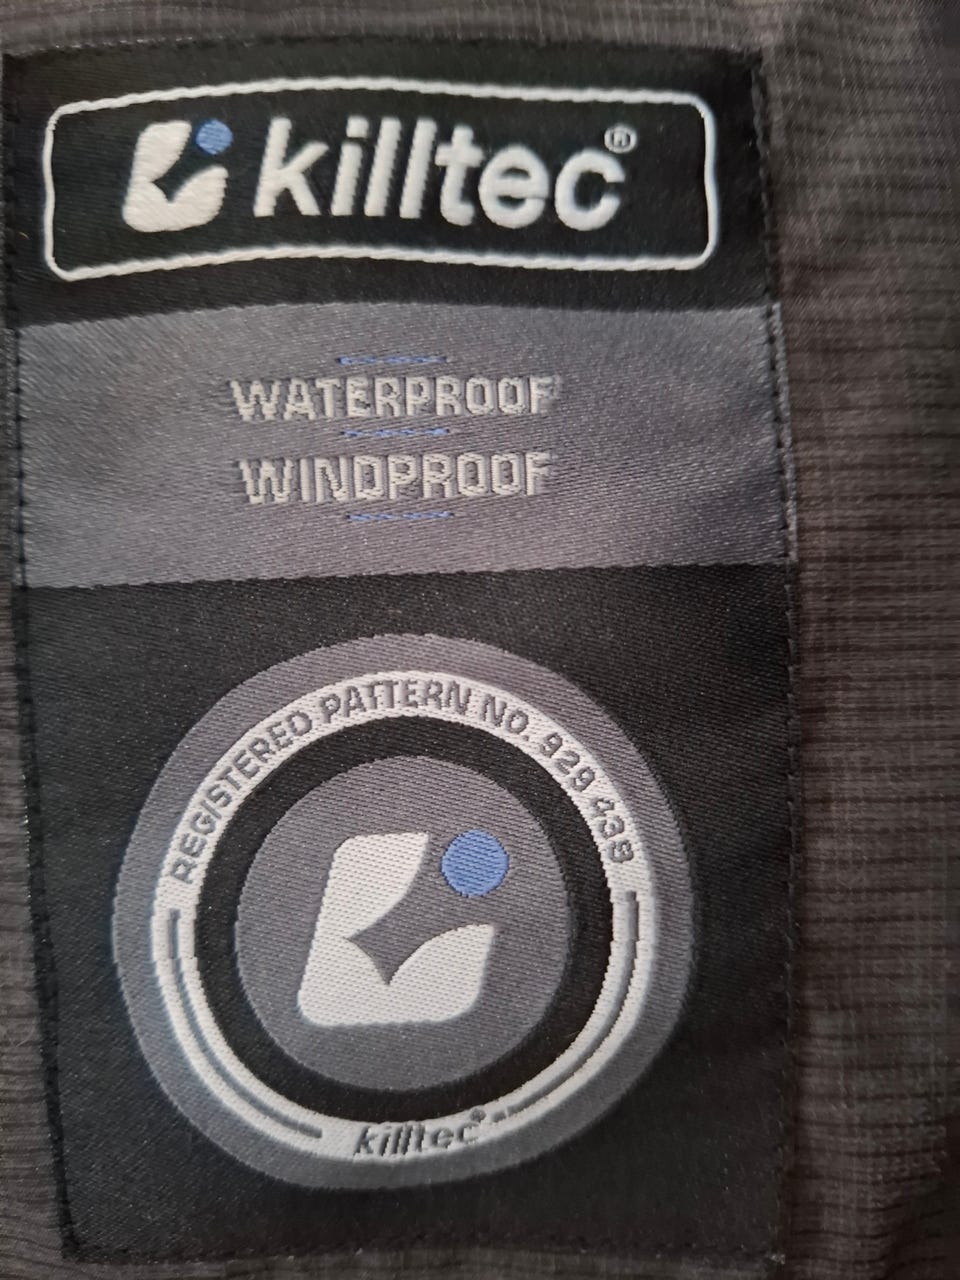 killtec®
WATERPROOF
WINDPROOF
REGISTERED PATTERN NO. 929 439
killtec®